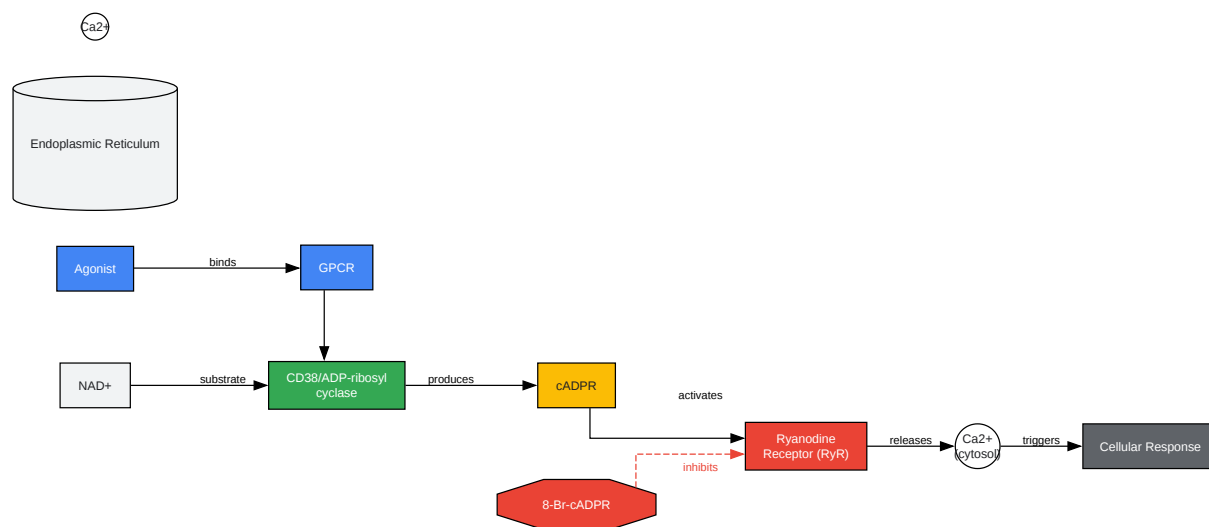 Ca2+
Endoplasmic Reticulum
Agonist
binds
GPCR
NAD+
substrate
CD38/ADP-ribosyl
cyclase
produces
cADPR
activates
Ryanodine
Receptor (RyR)
releases
Ca2+
(cytosol)
triggers
Cellular Response
inhibits
8-Br-cADPR